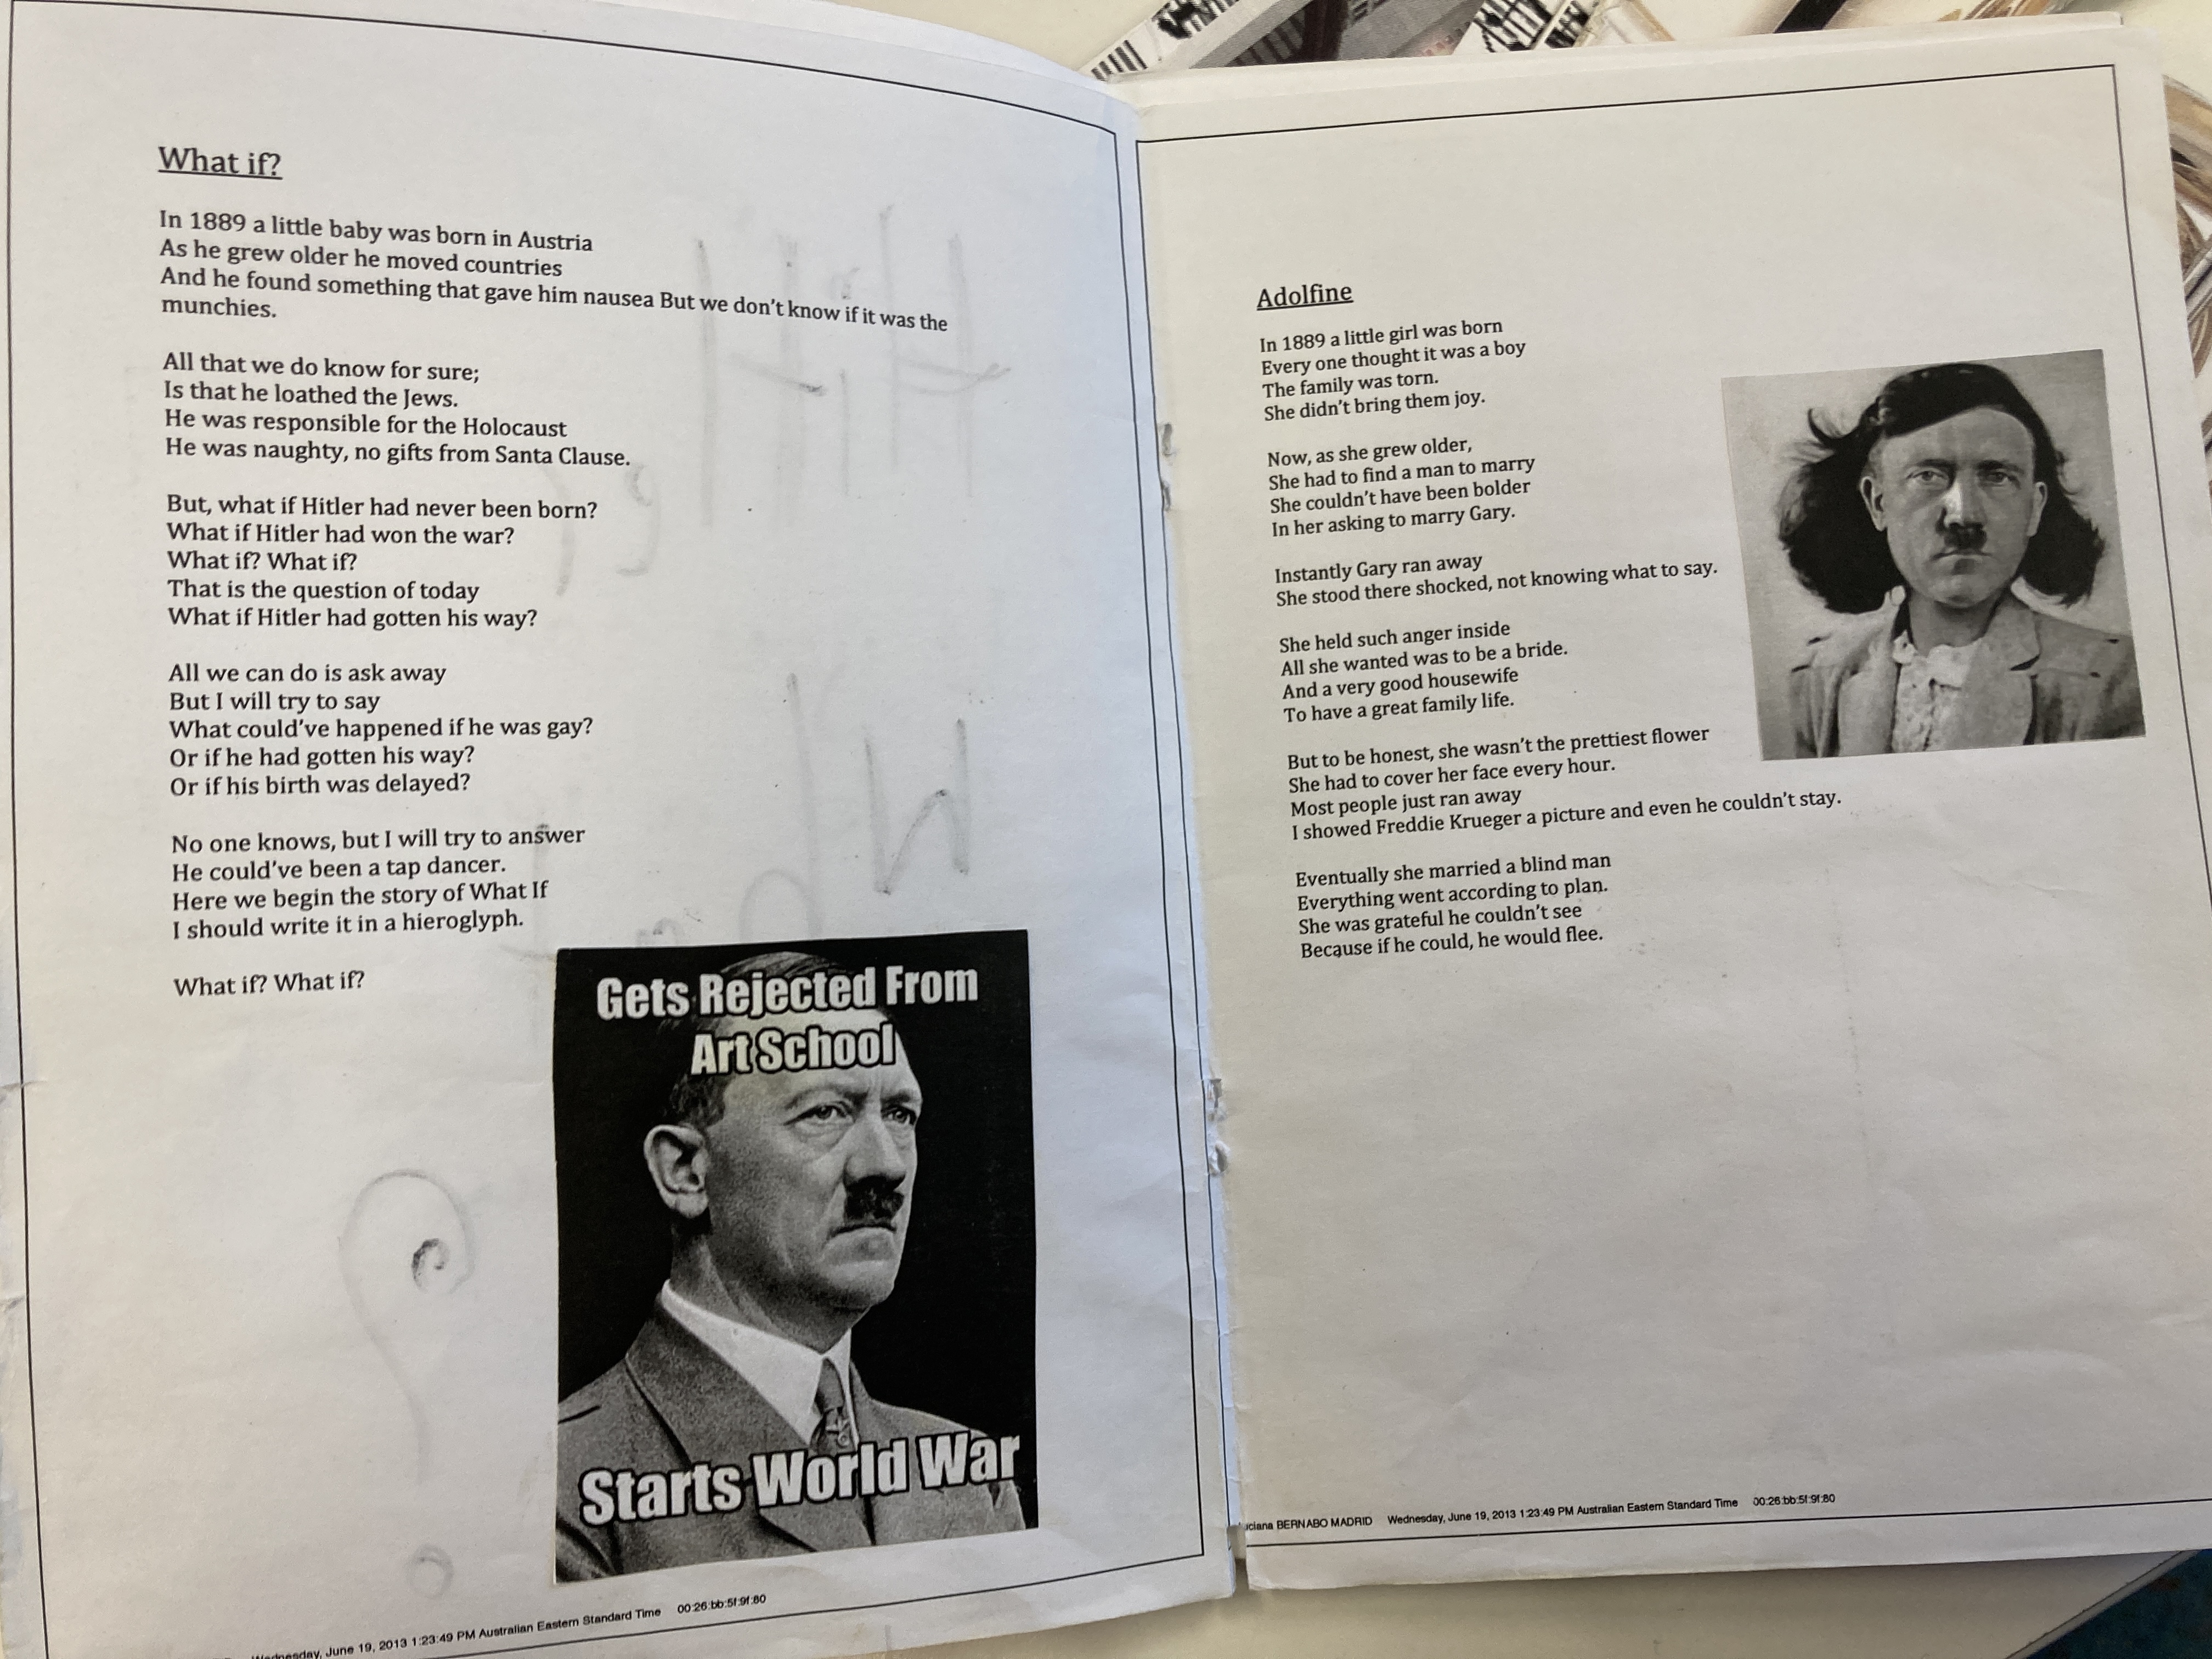 What if?
In 1889 a little baby was born in Austria
As he grew older he moved countries
And he found something that gave him nausea But we don't know if it was the
munchies.
All that we do know for sure;
Is that he loathed the Jews.
He was responsible for the Holocaust
He was naughty, no gifts from Santa Clause.
But, what if Hitler had never been born?
What if Hitler had won the war?
What if? What if?
That is the question of today
What if Hitler had gotten his way?
All we can do is ask away
But I will try to say
What could've happened if he was gay?
Or if he had gotten his way?
Or if his birth was delayed?
No one knows, but I will try to answer
He could've been a tap dancer.
Here we begin the story of What If
I should write it in a hieroglyph.
What if? What if?
Gets Rejected From
Art School
Starts World War
Wednesday, June 19, 2013 1:23:49 PM Australian Eastern Standard Time 00:26:bb:5f:9f:80
Adolfine
In 1889 a little girl was born
Every one thought it was a boy
The family was torn.
She didn't bring them joy.
Now, as she grew older,
She had to find a man to marry
She couldn't have been bolder
In her asking to marry Gary.
Instantly Gary ran away
She stood there shocked, not knowing what to say.
She held such anger inside
All she wanted was to be a bride.
And a very good housewife
To have a great family life.
But to be honest, she wasn't the prettiest flower
She had to cover her face every hour.
Most people just ran away
I showed Freddie Krueger a picture and even he couldn't stay.
Eventually she married a blind man
Everything went according to plan.
She was grateful he couldn't see
Because if he could, he would flee.
BERNABO MADRID Wednesday, June 19, 2013 1:23:49 PM Australian Eastern Standard Time 00:26:bb:5f:9f:80